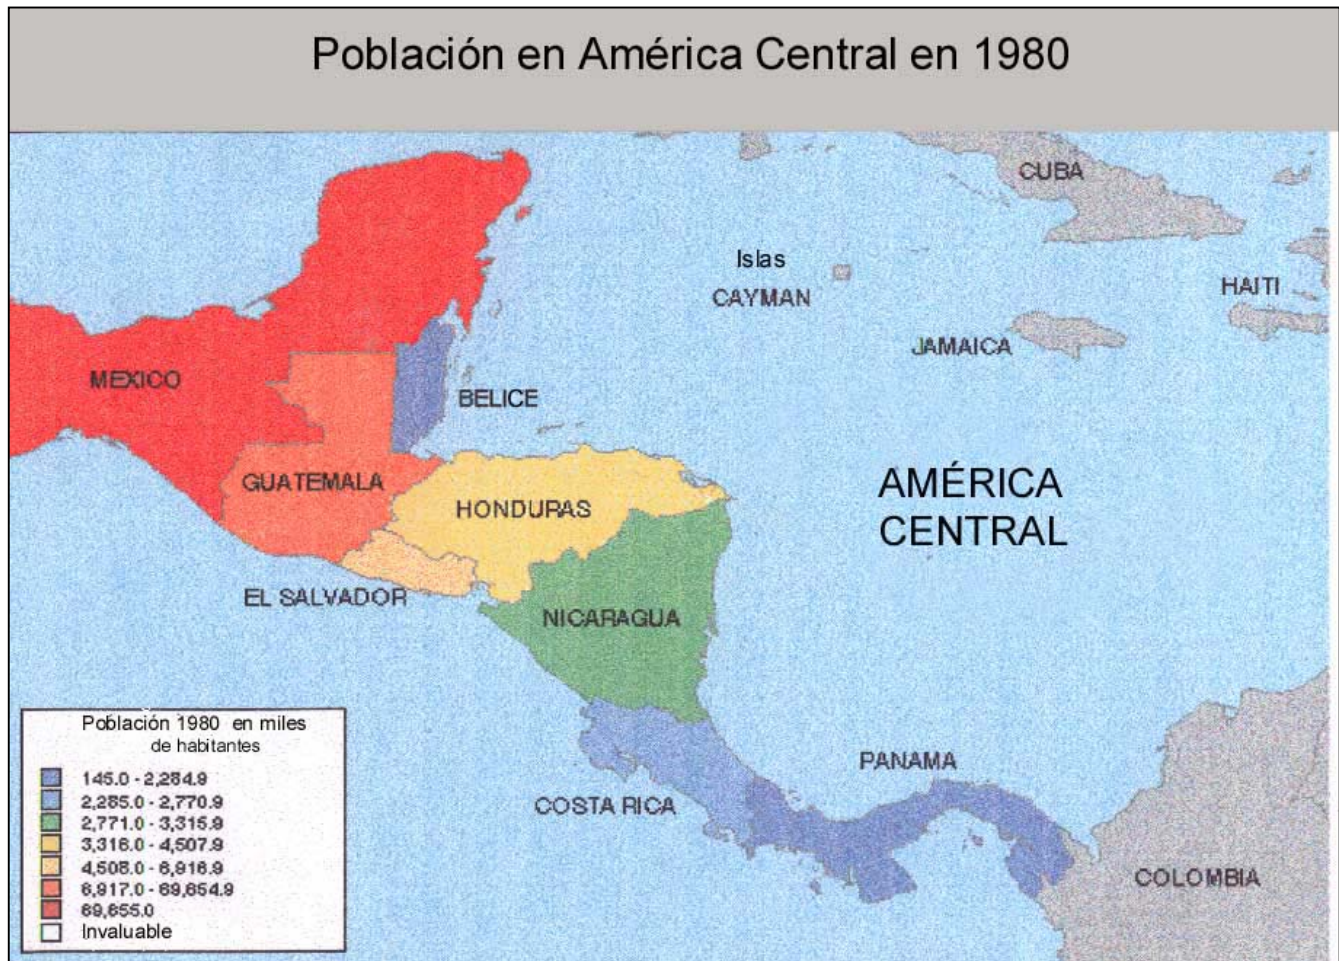 Población en América Central en 1980
CUBA
Islas
CAYMAN
HAITI
JAMAICA
MEXICO
BELICE
GUATEMALA
HONDURAS
AMÉRICA
CENTRAL
EL SALVADOR
NICARAGUA
PANAMA
COSTA RICA
COLOMBIA
Población 1980 en miles
de habitantes
145.0 - 2,284.9
2,285.0 - 2,770.9
2,771.0 - 3,315.9
3,316.0 - 4,507.9
4,508.0 - 6,916.9
6,917.0 - 69,654.9
69,655.0
Invaluable